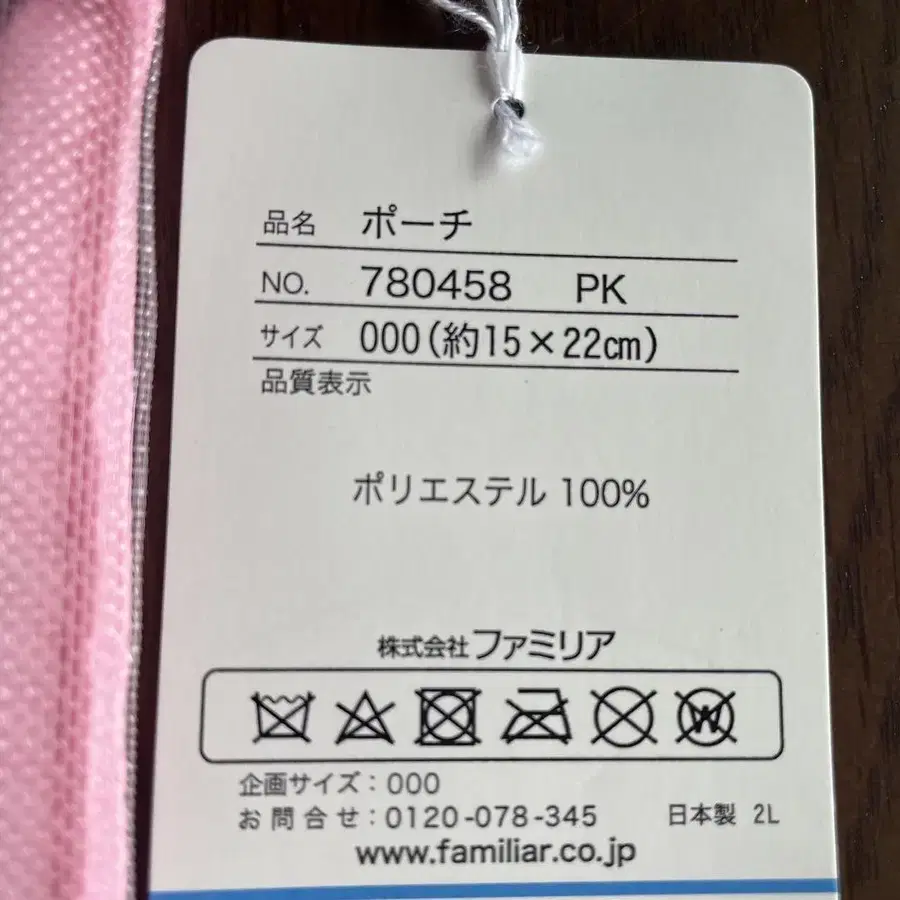 品名 ポーチ
NO. 780458 PK
サイズ 000(約15×22cm)
品質表示
ポリエステル 100%
株式会社ファミリア
W
企画サイズ:000
お問合せ:0120-078-345 日本製 2L
www.familiar.co.jp